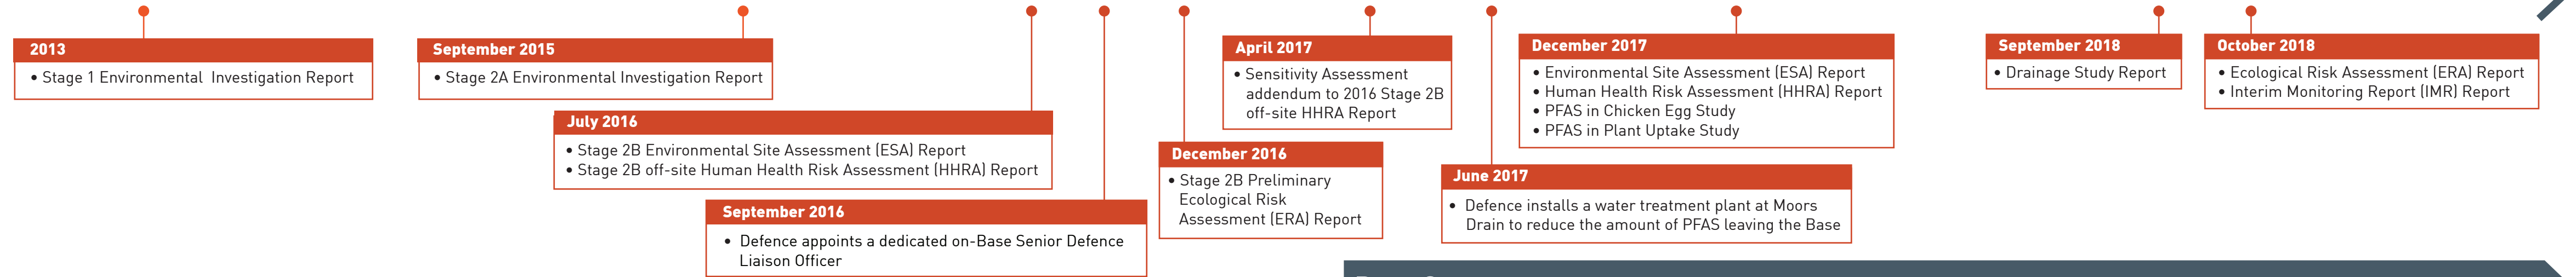 2013
• Stage 1 Environmental Investigation Report
September 2015
• Stage 2A Environmental Investigation Report
July 2016
• Stage 2B Environmental Site Assessment (ESA) Report
• Stage 2B off-site Human Health Risk Assessment (HHRA) Report
September 2016
• Defence appoints a dedicated on-Base Senior Defence
Liaison Officer
December 2016
• Stage 2B Preliminary
Ecological Risk
Assessment (ERA) Report
April 2017
• Sensitivity Assessment
addendum to 2016 Stage 2B
off-site HHRA Report
June 2017
• Defence installs a water treatment plant at Moors
Drain to reduce the amount of PFAS leaving the Base
December 2017
• Environmental Site Assessment (ESA) Report
• Human Health Risk Assessment (HHRA) Report
• PFAS in Chicken Egg Study
• PFAS in Plant Uptake Study
September 2018
• Drainage Study Report
October 2018
• Ecological Risk Assessment (ERA) Report
• Interim Monitoring Report (IMR) Report